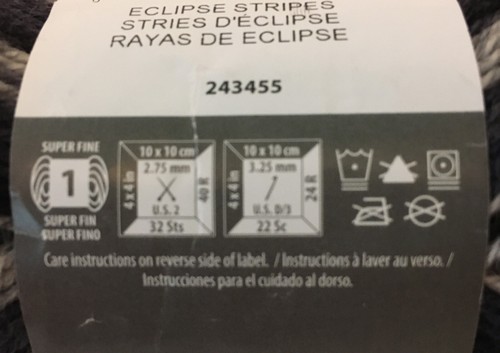 ECLIPSE STRIPES
STRIES D'ÉCLIPSE
RAYAS DE ECLIPSE
243455
SUPER FINE
1
SUPER FIN
SUPER FINO
10 x 10 cm
4 x 4 in
2.75 mm
U.S. 2
40 R
32 Sts
10 x 10 cm
4 x 4 in
3.25 mm
U.S. D/3
24 R
22 Sc
Care instructions on reverse side of label. / Instructions à laver au verso. /
Instrucciones para el cuidado al dorso.